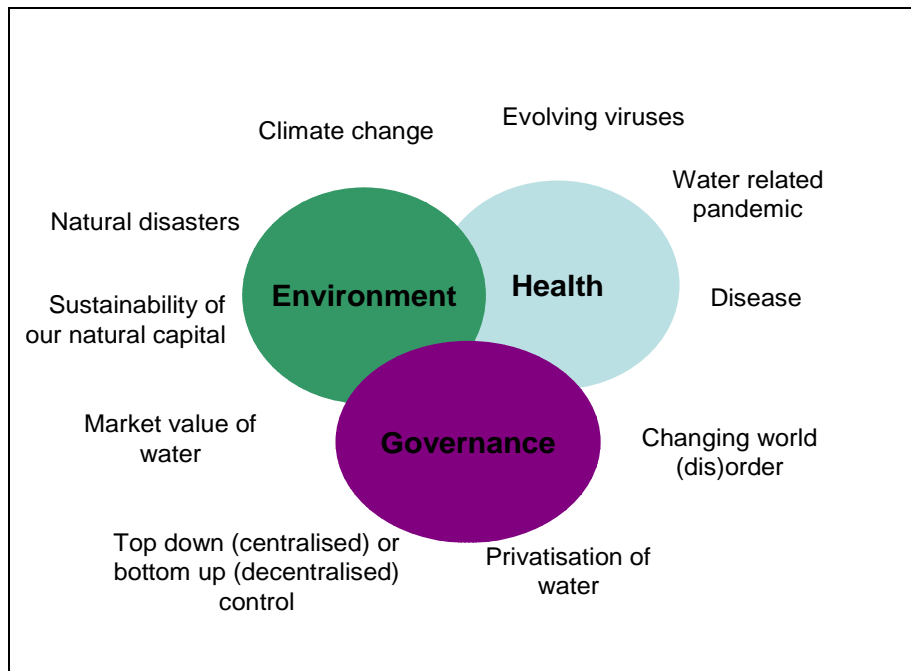 Climate change
Evolving viruses
Water related
pandemic
Natural disasters
Environment
Health
Disease
Sustainability of
our natural capital
Market value of
water
Governance
Changing world
(dis)order
Top down (centralised) or
bottom up (decentralised)
control
Privatisation of
water